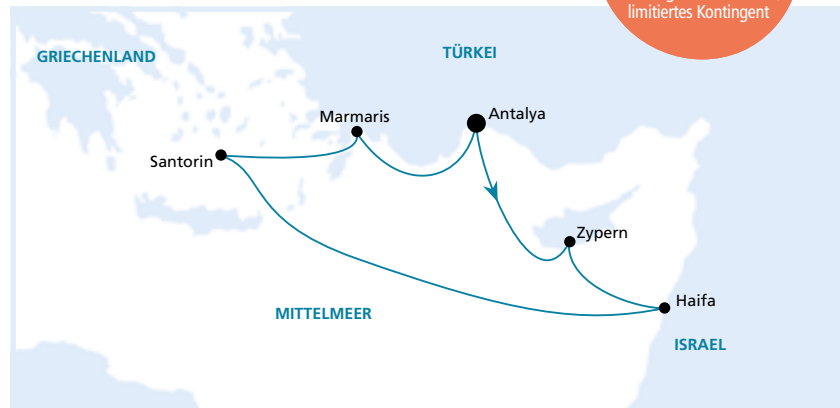 limitiertes Kontingent
GRIECHENLAND
TÜRKEI
Marmaris
Antalya
Santorin
Zypern
Haifa
MITTELMEER
ISRAEL